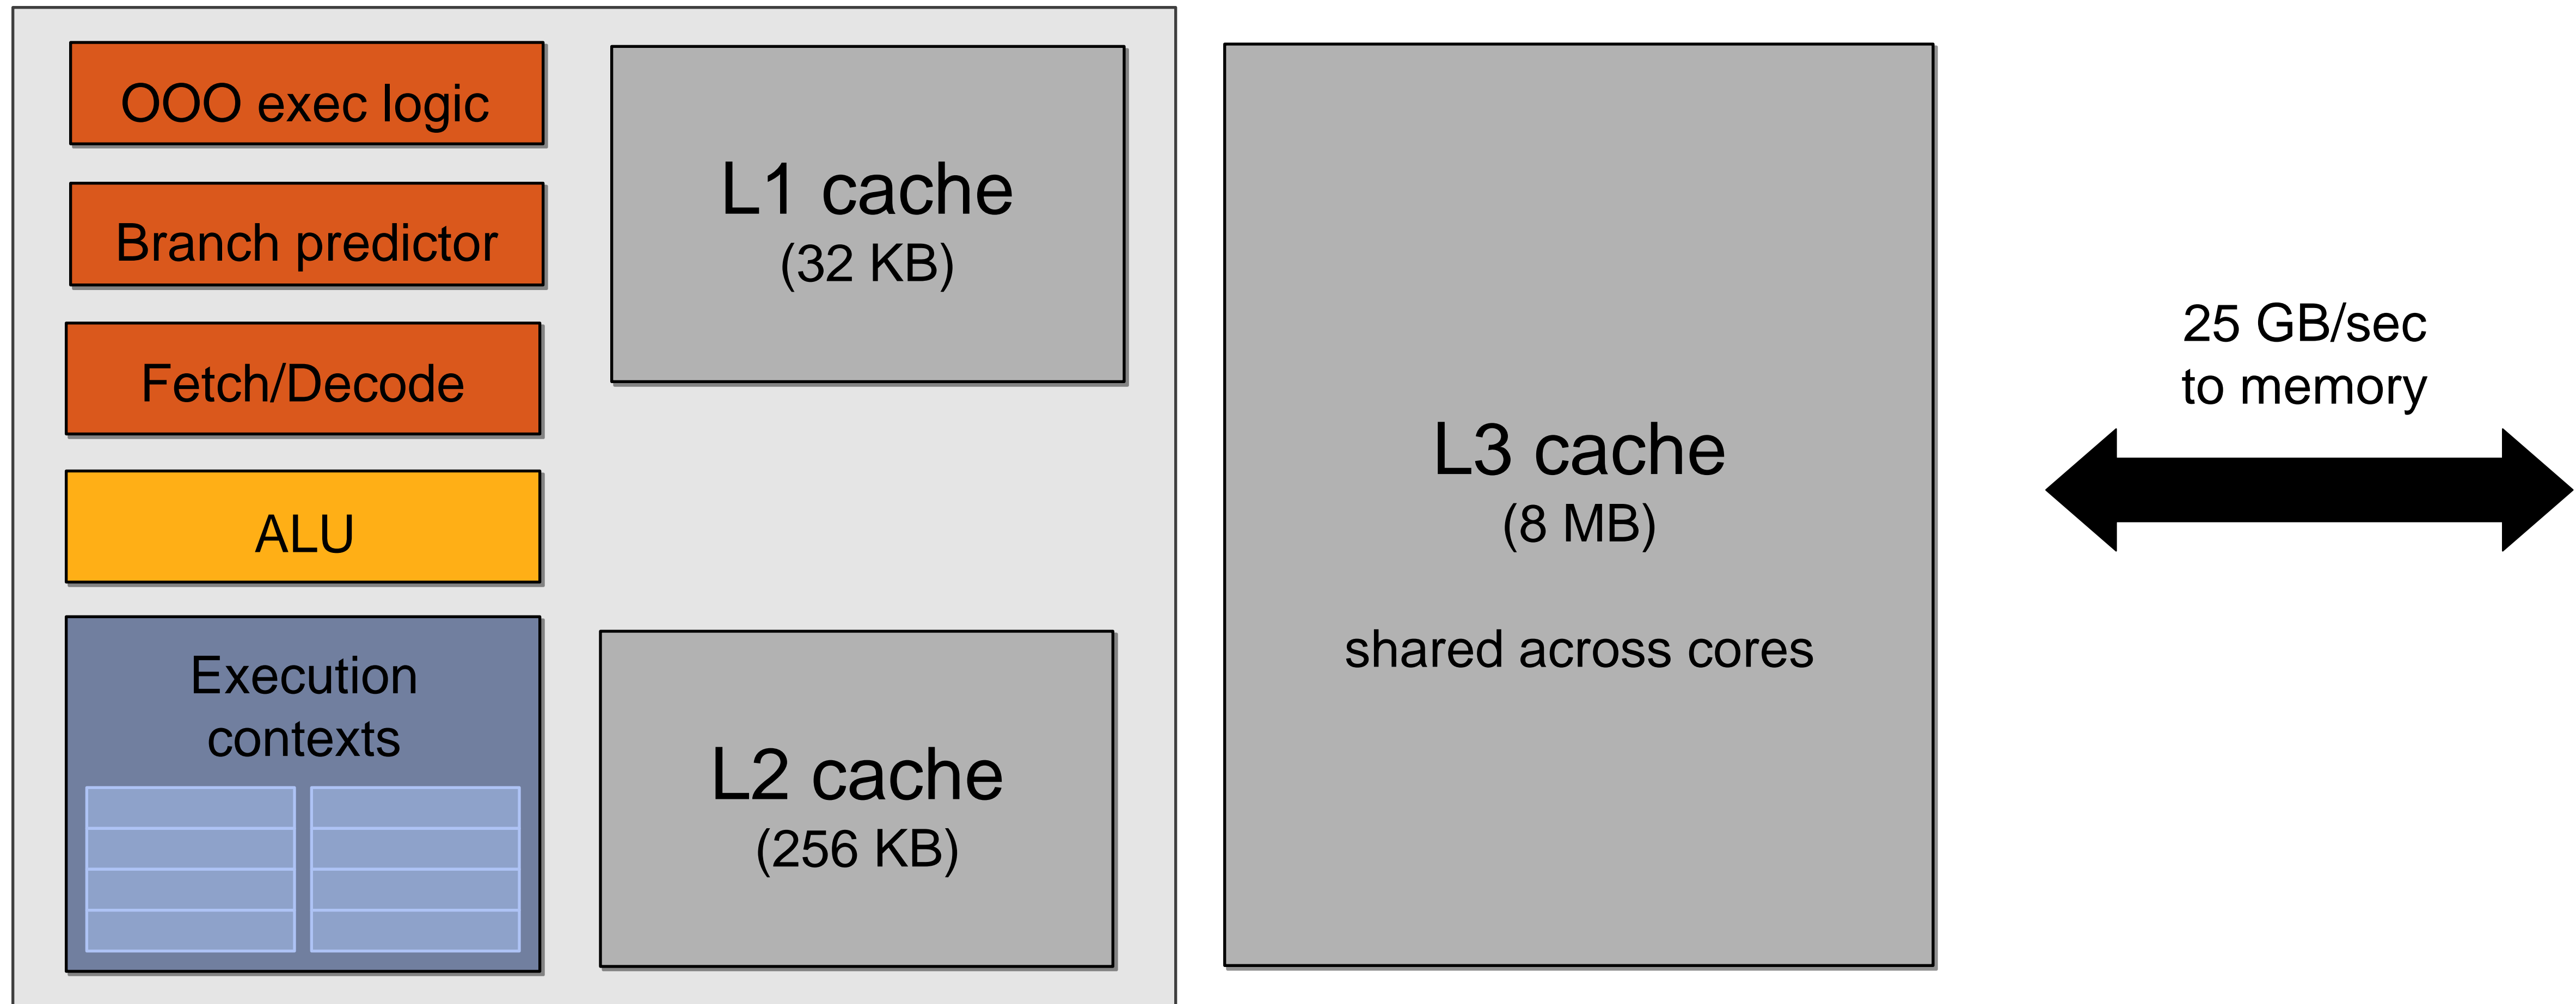 OOO exec logic
Branch predictor
Fetch/Decode
ALU
Execution
contexts
L1 cache
(32 KB)
L2 cache
(256 KB)
L3 cache
(8 MB)
shared across cores
25 GB/sec
to memory